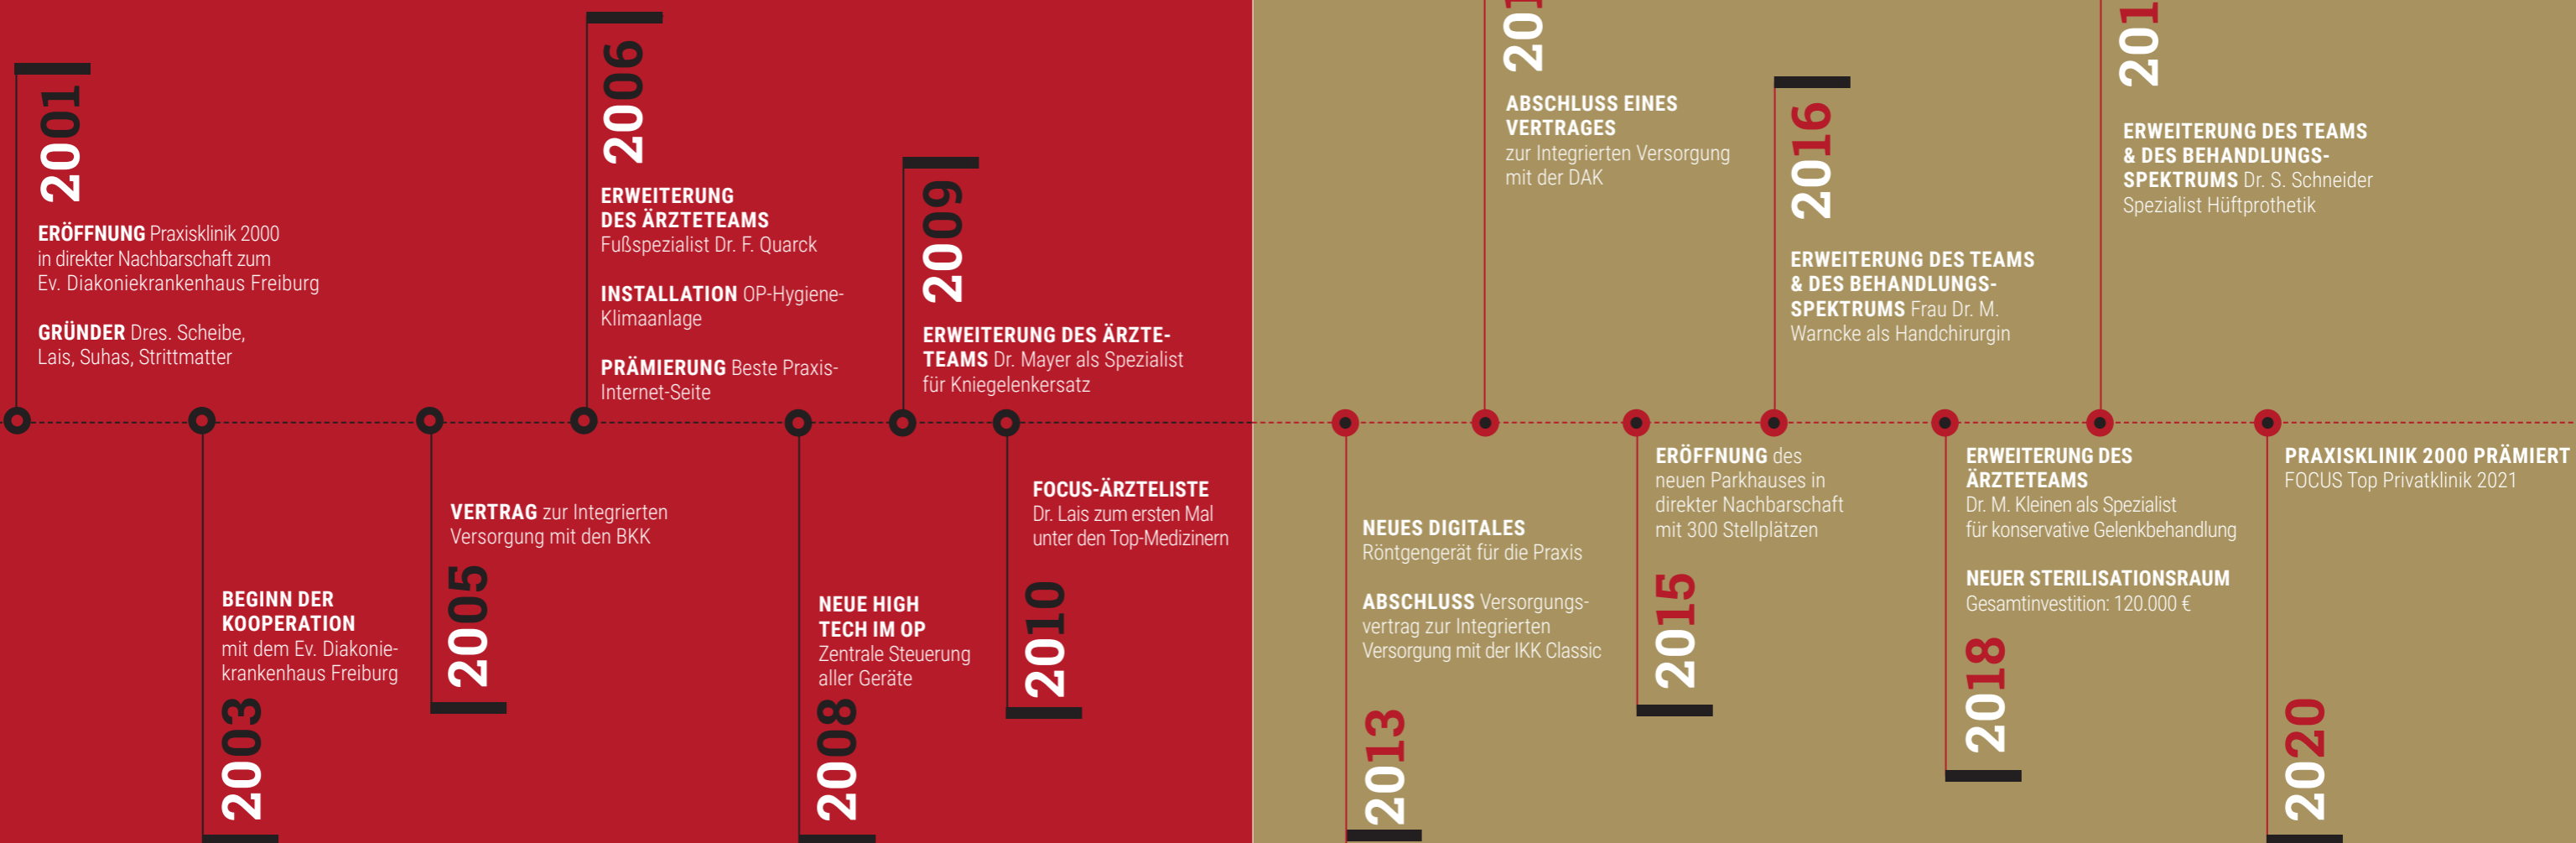 2001
ERÖFFNUNG Praxisklinik 2000
in direkter Nachbarschaft zum
Ev. Diakoniekrankenhaus Freiburg
GRÜNDER Dres. Scheibe,
Lais, Suhas, Strittmatter
BEGINN DER
KOOPERATION
mit dem Ev. Diakonie-
krankenhaus Freiburg
2003
VERTRAG zur Integrierten
Versorgung mit den BKK
2005
2006
ERWEITERUNG
DES ÄRZTETEAMS
Fußspezialist Dr. F. Quarck
INSTALLATION OP-Hygiene-
Klimaanlage
PRÄMIERUNG Beste Praxis-
Internet-Seite
NEUE HIGH
TECH IM OP
Zentrale Steuerung
aller Geräte
2008
2009
ERWEITERUNG DES ÄRZTE-
TEAMS Dr. Mayer als Spezialist
für Kniegelenkersatz
FOCUS-ÄRZTELISTE
Dr. Lais zum ersten Mal
unter den Top-Medizinern
2010
NEUES DIGITALES
Röntgengerät für die Praxis
ABSCHLUSS Versorgungs-
vertrag zur Integrierten
Versorgung mit der IKK Classic
2013
201
ABSCHLUSS EINES
VERTRAGES
zur Integrierten Versorgung
mit der DAK
ERÖFFNUNG des
neuen Parkhauses in
direkter Nachbarschaft
mit 300 Stellplätzen
2015
2016
ERWEITERUNG DES TEAMS
& DES BEHANDLUNGS-
SPEKTRUMS Frau Dr. M.
Warncke als Handchirurgin
ERWEITERUNG DES
ÄRZTETEAMS
Dr. M. Kleinen als Spezialist
für konservative Gelenkbehandlung
NEUER STERILISATIONSRAUM
Gesamtinvestition: 120.000 €
2018
201
ERWEITERUNG DES TEAMS
& DES BEHANDLUNGS-
SPEKTRUMS Dr. S. Schneider
Spezialist Hüftprothetik
PRAXISKLINIK 2000 PRÄMIERT
FOCUS Top Privatklinik 2021
2020